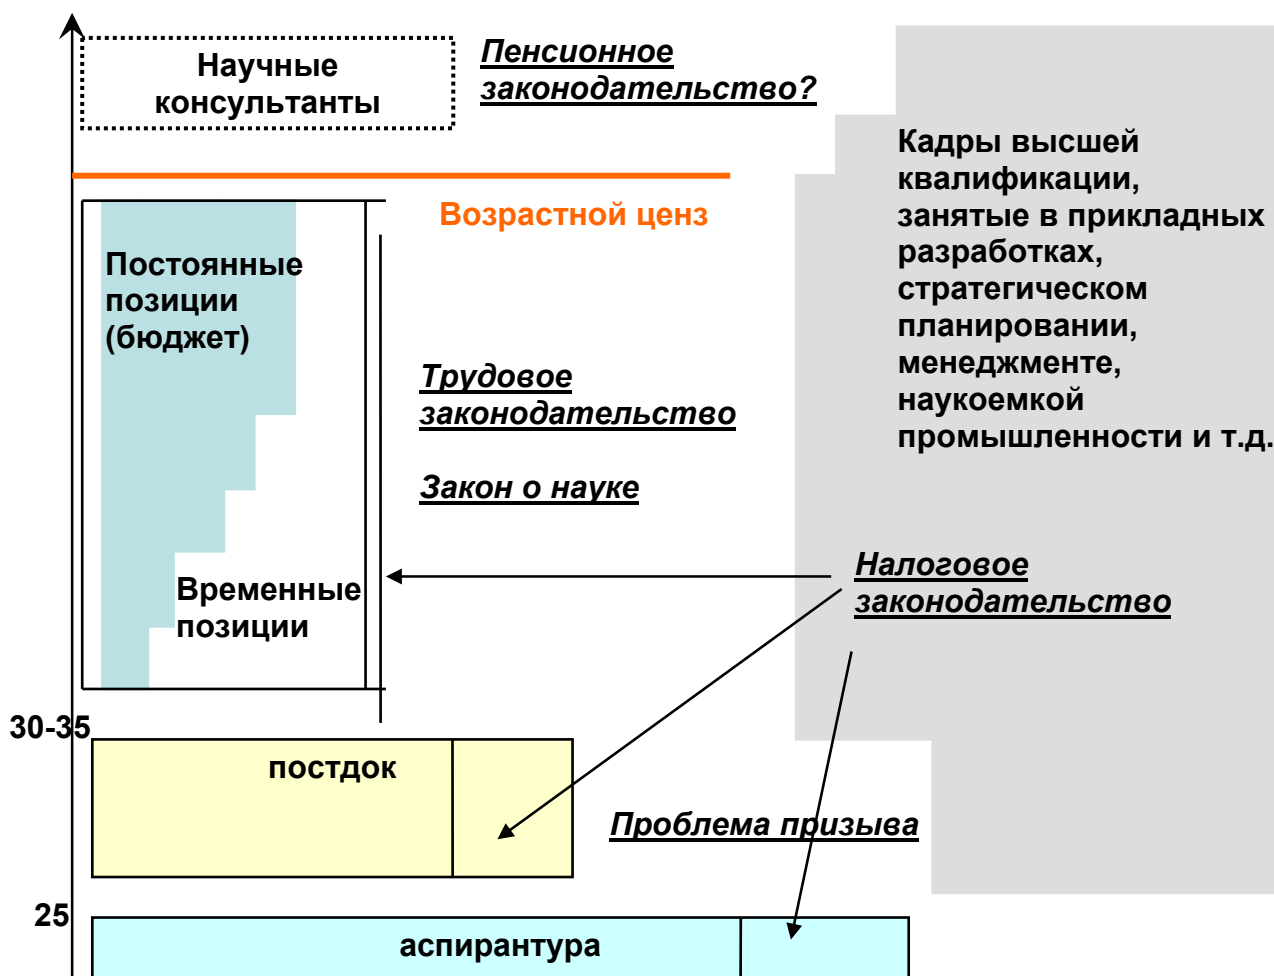 Научные
консультанты
Пенсионное
законодательство?
Кадры высшей
квалификации,
занятые в прикладных
разработках,
стратегическом
планировании,
менеджменте,
наукоемкой
промышленности и т.д.
Возрастной ценз
Постоянные
позиции
(бюджет)
Трудовое
законодательство
Закон о науке
Временные
позиции
Налоговое
законодательство
30-35
постдок
Проблема призыва
25
аспирантура